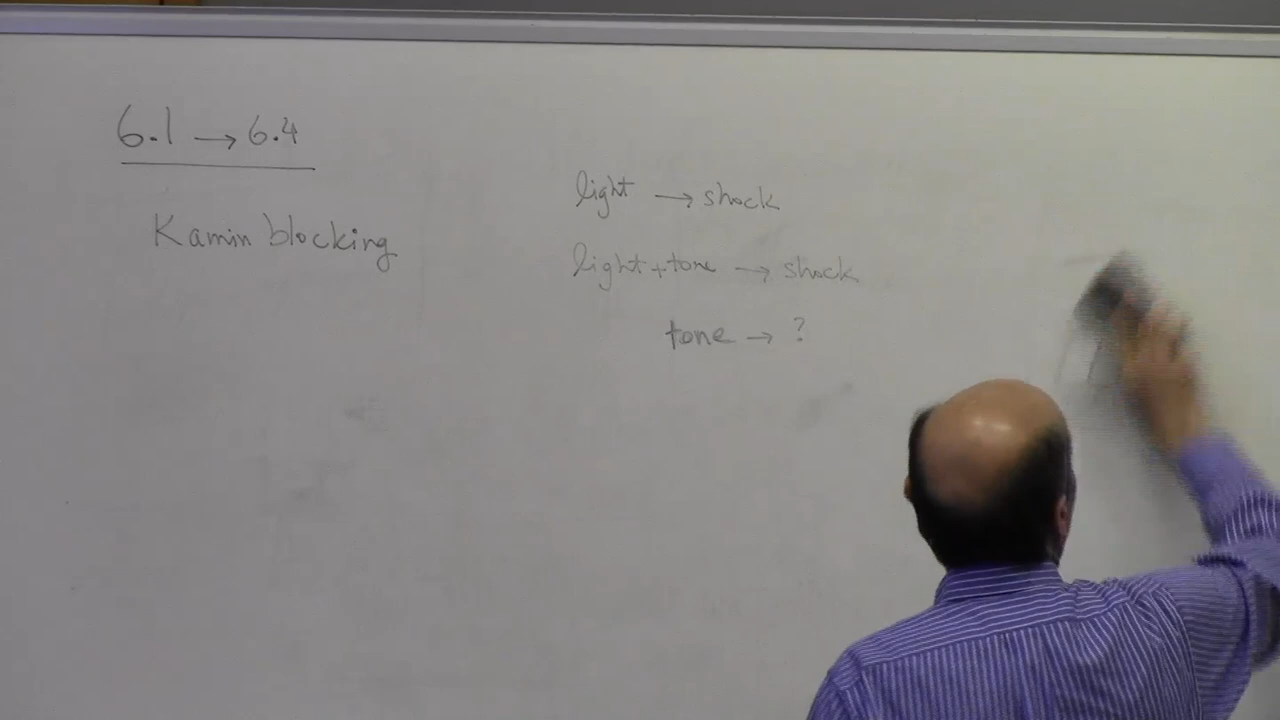 6.1 → 6.4
Kamin blocking
light → shock
light + tone → shock
tone → ?